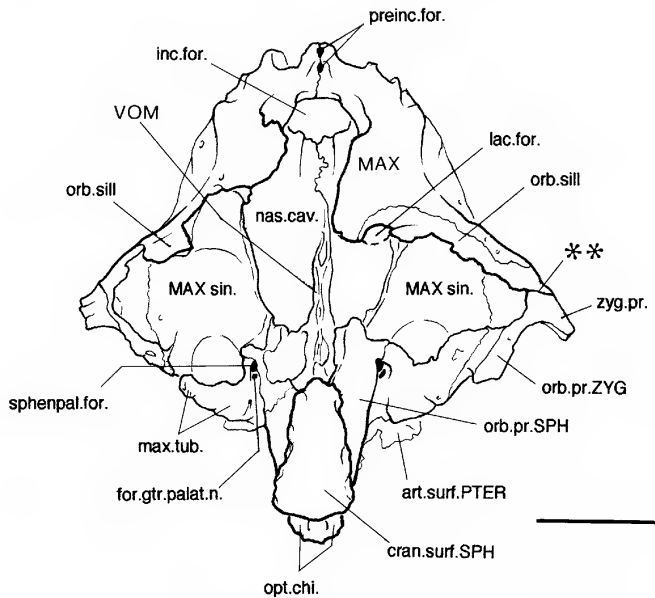 preinc.for.
inc.for.
VOM
lac.for.
MAX
orb.sill
orb.sill
nas.cav.
**
MAX sin.
MAX sin.
zyg.pr.
orb.pr.ZYG
sphenpal.for.
orb.pr.SPH
max.tub.
for.gtr.palat.n.
art.surf.PTER
cran.surf.SPH
opt.chi.